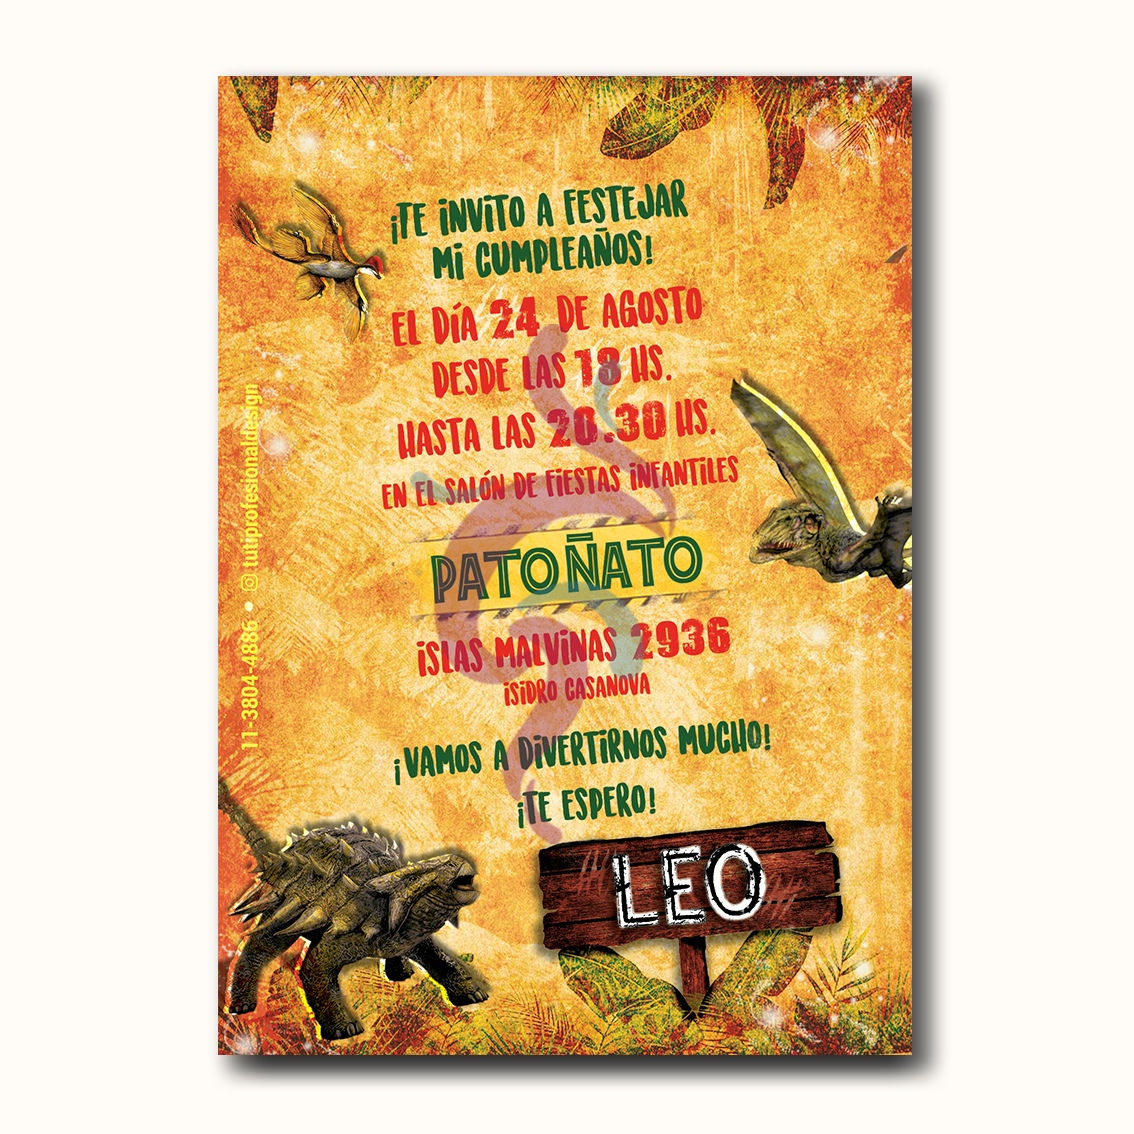 ¡TE INVITO A FESTEJAR
MI CUMPLEAÑOS!
EL DÍA 24 DE AGOSTO
DESDE LAS 18 HS.
HASTA LAS 20.30 HS.
EN EL SALÓN DE FIESTAS INFANTILES
PATOÑATO
ISLAS MALVINAS 2936
ISIDRO CASANOVA
¡VAMOS A DIVERTIRNOS MUCHO!
¡TE ESPERO!
LEO
11-3804-4886 • tutiprofesionaldesign